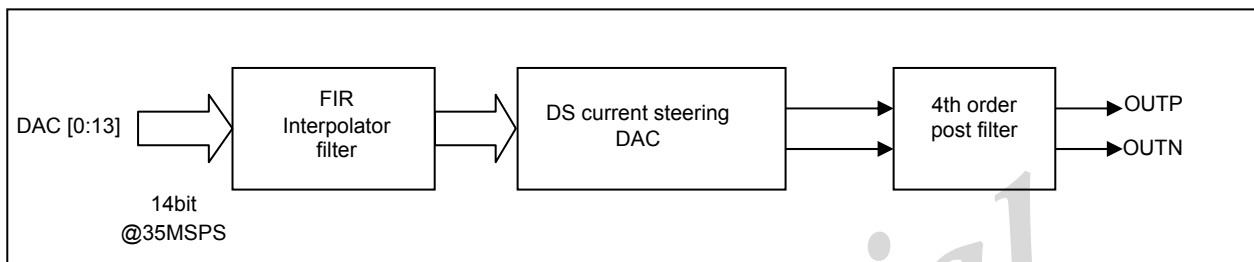 DAC [0:13]
14bit
@35MSPS
FIR
Interpolator
filter
DS current steering
DAC
4th order
post filter
OUTP
OUTN